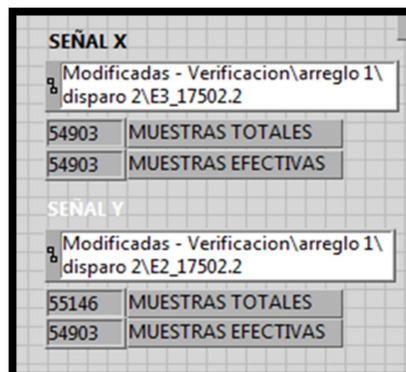 SEÑAL X
Modificadas - Verificacion\arreglo 1\
disparo 2\E3_17502.2
54903 MUESTRAS TOTALES
54903 MUESTRAS EFECTIVAS
SEÑAL Y
Modificadas - Verificacion\arreglo 1\
disparo 2\E2_17502.2
55146 MUESTRAS TOTALES
54903 MUESTRAS EFECTIVAS